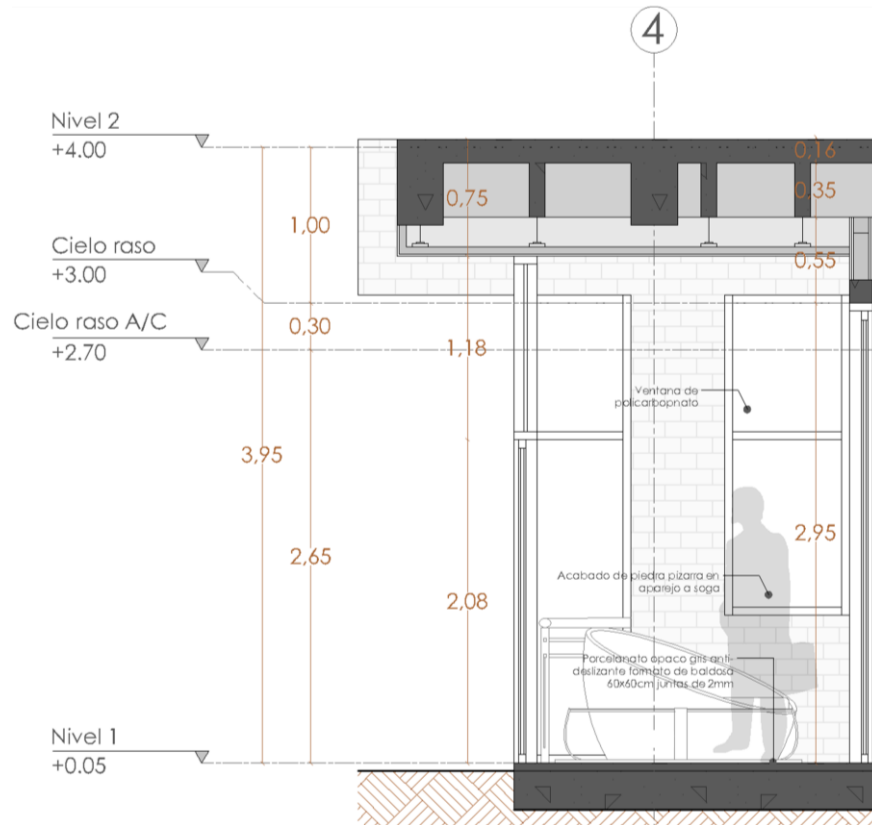 4
Nivel 2
+4.00
0,16
0,75
0,35
1,00
Cielo raso
+3.00
0,55
0,30
Cielo raso A/C
+2.70
1,18
Ventana de
policarbopnato
3,95
2,95
2,65
Acabado de piedra pizarra en
aparejo a soga
2,08
Porcelanato opaco gris anti-
deslizante formato de baldosa
60x60cm juntas de 2mm
Nivel 1
+0.05